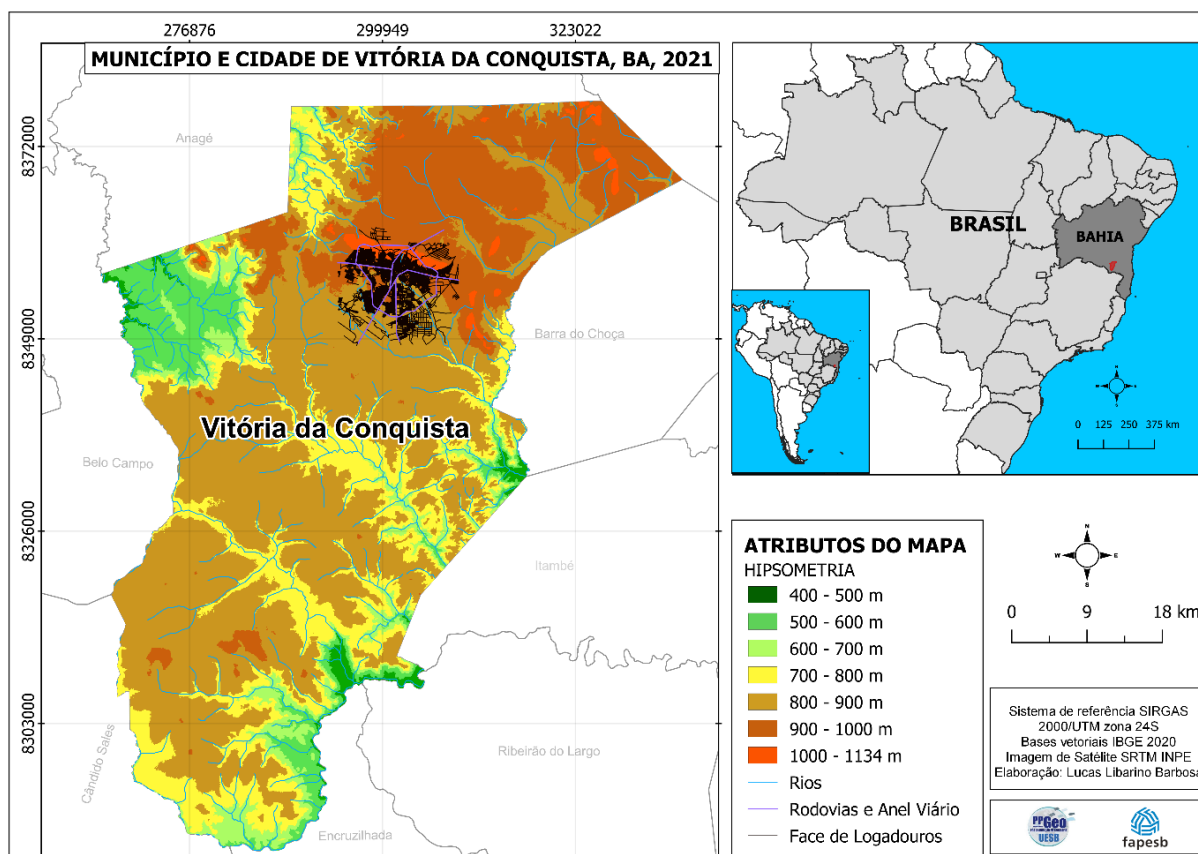 276876
299949
323022
MUNICÍPIO E CIDADE DE VITÓRIA DA CONQUISTA, BA, 2021
8372000
8349000
8326000
8303000
Anagé
Barra do Choça
Vitória da Conquista
Belo Campo
Itambé
Cândido Sales
Ribeirão do Largo
Encruzilhada
BRASIL
BAHIA
0 125 250 375 km
ATRIBUTOS DO MAPA
HIPSOMETRIA
400 - 500 m
500 - 600 m
600 - 700 m
700 - 800 m
800 - 900 m
900 - 1000 m
1000 - 1134 m
Rios
Rodovias e Anel Viário
Face de Logadouros
N
W E
S
0 9 18 km
Sistema de referência SIRGAS
2000/UTM zona 24S
Bases vetoriais IBGE 2020
Imagem de Satélite SRTM INPE
Elaboração: Lucas Libarino Barbosa
PPGeo
UESB
fapesb